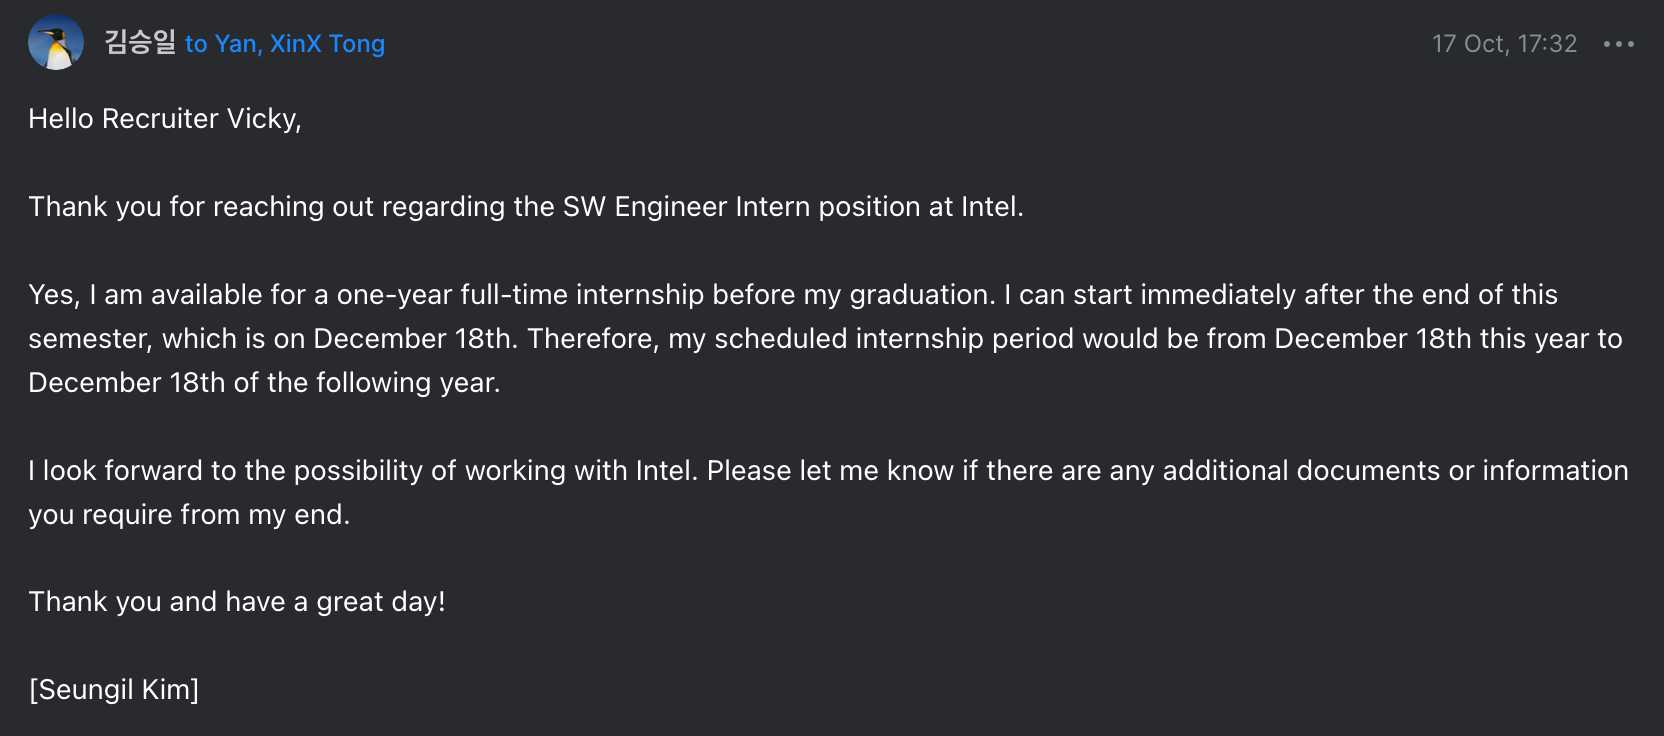 김승일 to Yan, XinX Tong
17 Oct, 17:32
Hello Recruiter Vicky,
Thank you for reaching out regarding the SW Engineer Intern position at Intel.
Yes, I am available for a one-year full-time internship before my graduation. I can start immediately after the end of this
semester, which is on December 18th. Therefore, my scheduled internship period would be from December 18th this year to
December 18th of the following year.
I look forward to the possibility of working with Intel. Please let me know if there are any additional documents or information
you require from my end.
Thank you and have a great day!
[Seungil Kim]